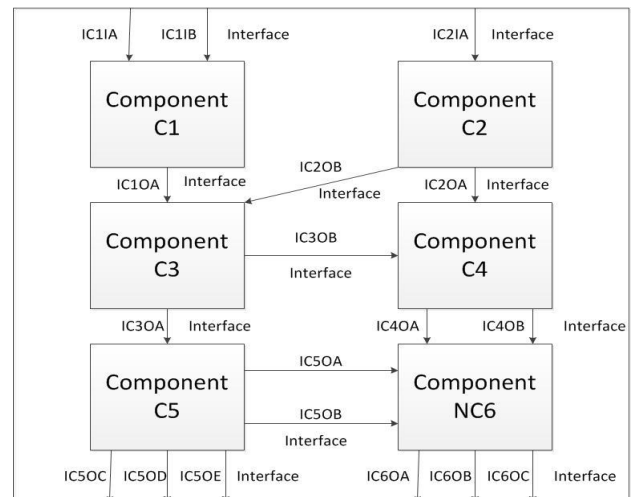 IC1IA IC1IB Interface IC2IA Interface
Component
C1
Component
C2
IC1OA Interface IC2OB Interface IC2OA Interface
Component
C3
IC3OB
Interface
Component
C4
IC3OA Interface IC4OA IC4OB Interface
Component
C5
IC5OA
IC5OB
Interface
Component
NC6
IC5OC IC5OD IC5OE Interface IC6OA IC6OB IC6OC Interface